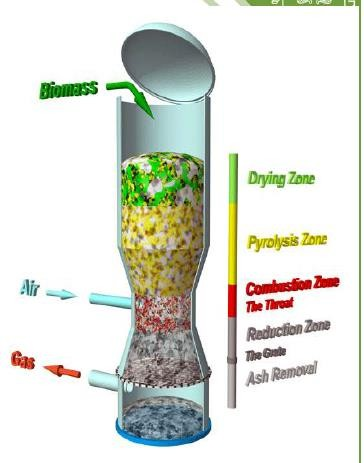 Biomass
Drying Zone
Pyrolysis Zone
Air
Combustion Zone
The Throat
Reduction Zone
Gas
The Grate
Ash Removal